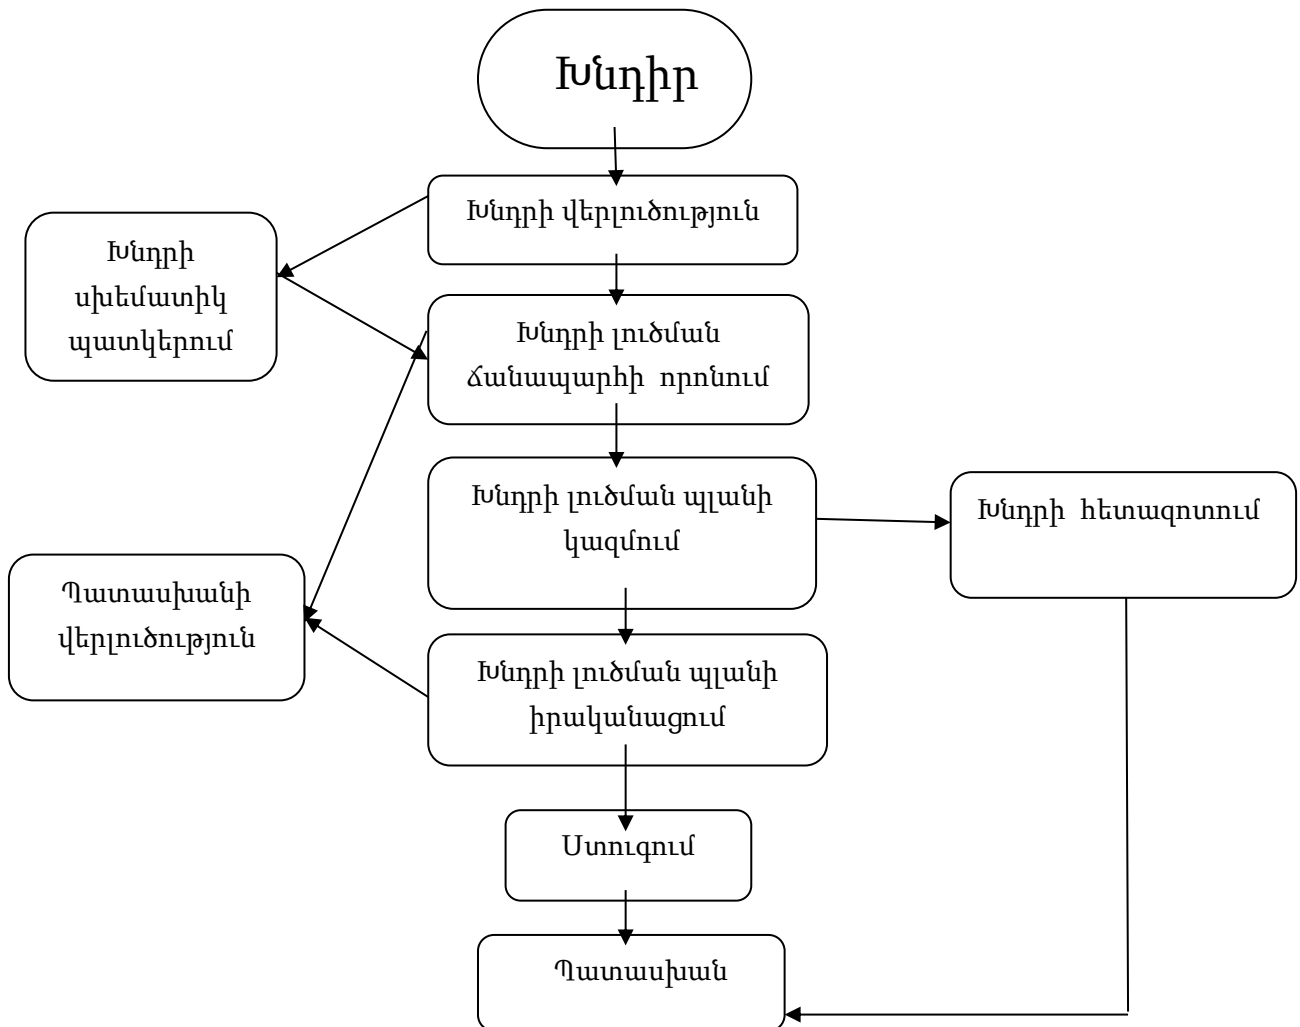 Խնդիր
Խնդրի վերլուծություն
Խնդրի
սխեմատիկ
պատկերում
Խնդրի լուծման
ճանապարհի որոնում
Խնդրի լուծման պլանի
կազմում
Խնդրի հետազոտում
Պատասխանի
վերլուծություն
Խնդրի լուծման պլանի
իրականացում
Ստուգում
Պատասխան